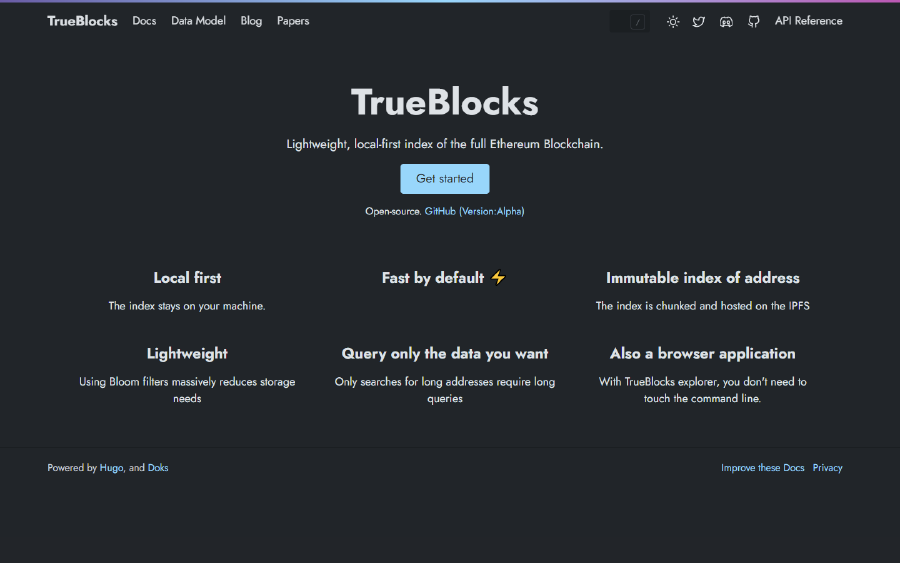 TrueBlocks Docs Data Model Blog Papers / API Reference
TrueBlocks
Lightweight, local-first index of the full Ethereum Blockchain.
Get started
Open-source. GitHub (Version:Alpha)
Local first
The index stays on your machine.
Fast by default ⚡
Immutable index of address
The index is chunked and hosted on the IPFS
Lightweight
Using Bloom filters massively reduces storage
needs
Query only the data you want
Only searches for long addresses require long
queries
Also a browser application
With TrueBlocks explorer, you don't need to
touch the command line.
Powered by Hugo, and Doks
Improve these Docs Privacy